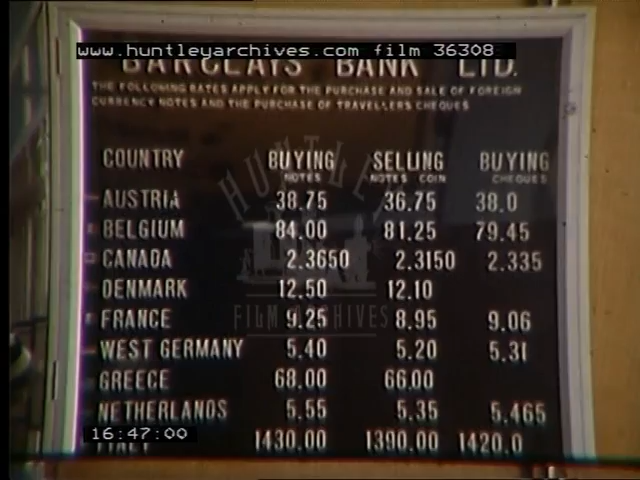 www.huntleyarchives.com film 36308
BARCLAYS BANK LTD.
THE FOLLOWING RATES APPLY FOR THE PURCHASE AND SALE OF FOREIGN
CURRENCY NOTES AND THE PURCHASE OF TRAVELLERS CHEQUES
COUNTRY BUYING SELLING BUYING
NOTES NOTES COIN CHEQUES
AUSTRIA 38.75 36.75 38.0
BELGIUM 84.00 81.25 79.45
CANADA 2.3650 2.3150 2.335
DENMARK 12.50 12.10
FRANCE 9.25 8.95 9.06
WEST GERMANY 5.40 5.20 5.31
GREECE 68.00 66.00
NETHERLANDS 5.55 5.35 5.465
1430.00 1390.00 1420.0
16:47:00
HUNTLEY
FILM ARCHIVES